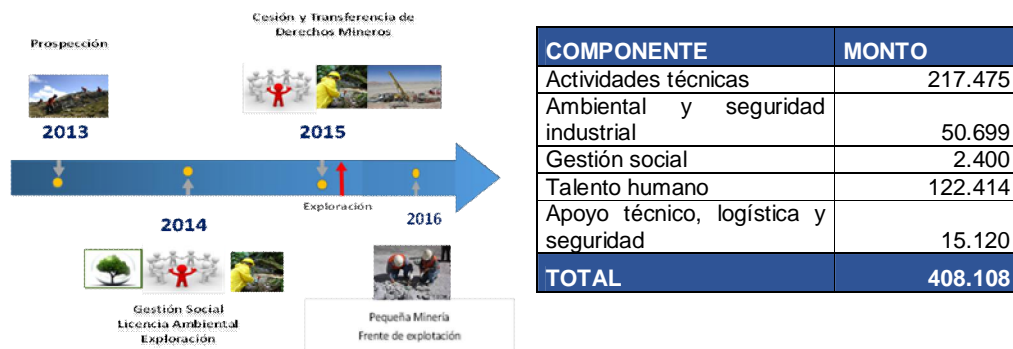 Cesión y Transferencia de
Derechos Mineros
Prospección
2013
2015
Exploración
2014
2016
Gestión Social
Licencia Ambiental
Exploración
Pequeña Minería
Frente de explotación
COMPONENTE MONTO
Actividades técnicas 217.475
Ambiental y seguridad
industrial 50.699
Gestión social 2.400
Talento humano 122.414
Apoyo técnico, logística y
seguridad 15.120
TOTAL 408.108